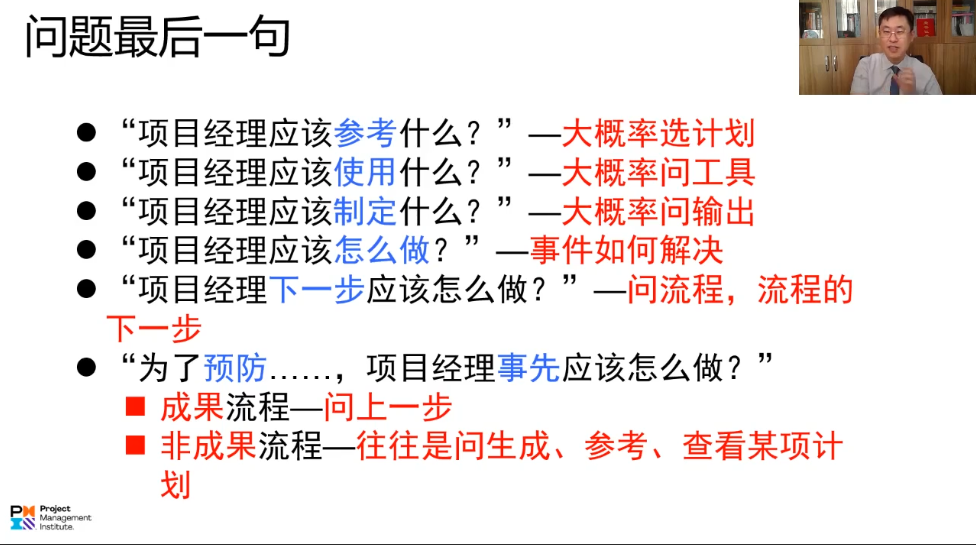 问题最后一句
● “项目经理应该参考什么？”—大概率选计划
● “项目经理应该使用什么？”—大概率问工具
● “项目经理应该制定什么？”—大概率问输出
● “项目经理应该怎么做？”—事件如何解决
● “项目经理下一步应该怎么做？”—问流程，流程的
下一步
● “为了预防……，项目经理事先应该怎么做？”
■ 成果流程—问上一步
■ 非成果流程—往往是问生成、参考、查看某项计
划
Project
Management
Institute.